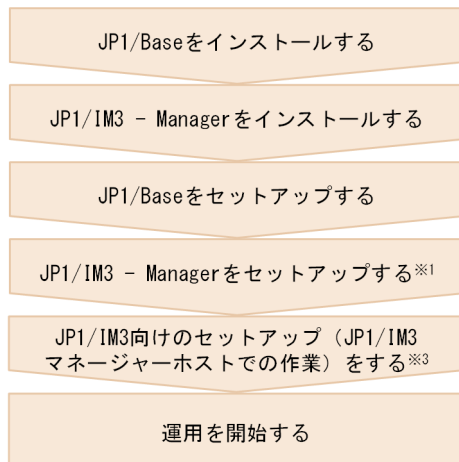 JP1/Baseをインストールする
JP1/IM3 - Managerをインストールする
JP1/Baseをセットアップする
JP1/IM3 - Managerをセットアップする※1
JP1/IM3向けのセットアップ（JP1/IM3
マネージャーホストでの作業）をする※3
運用を開始する